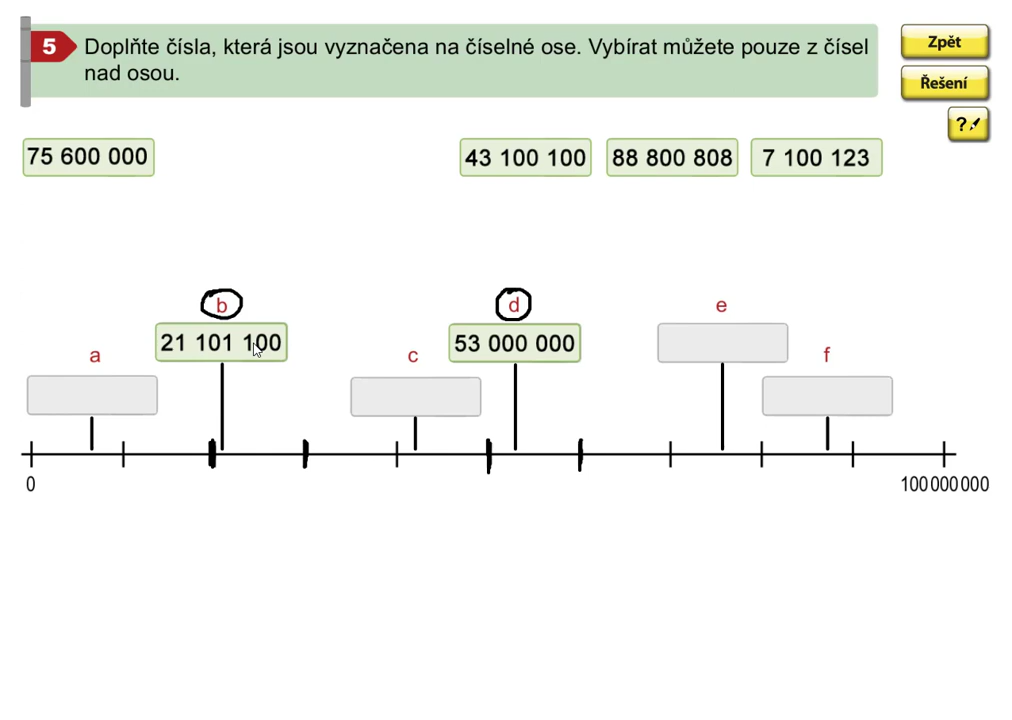 5 Doplňte čísla, která jsou vyznačena na číselné ose. Vybírat můžete pouze z čísel
nad osou.
Zpět
Řešení
?
75 600 000 43 100 100 88 800 808 7 100 123
b d e
21 101 100 53 000 000
a c f
0 100 000 000